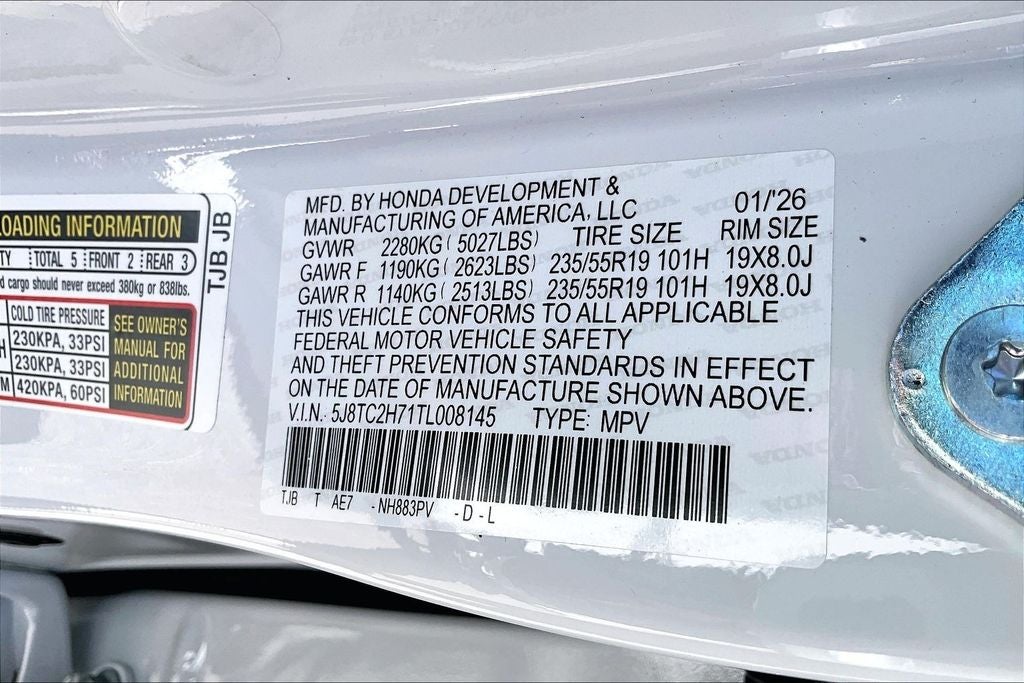 MFD. BY HONDA DEVELOPMENT &
MANUFACTURING OF AMERICA, LLC 01/'26
GVWR 2280KG ( 5027LBS) TIRE SIZE RIM SIZE
GAWR F 1190KG ( 2623LBS) 235/55R19 101H 19X8.0J
GAWR R 1140KG ( 2513LBS) 235/55R19 101H 19X8.0J
THIS VEHICLE CONFORMS TO ALL APPLICABLE
FEDERAL MOTOR VEHICLE SAFETY
AND THEFT PREVENTION STANDARDS IN EFFECT
ON THE DATE OF MANUFACTURE SHOWN ABOVE.
V.I.N.: 5J8TC2H71TL008145 TYPE: MPV
TJB T AE7 -NH883PV -D-L
LOADING INFORMATION
TOTAL 5 FRONT 2 REAR 3
cargo should never exceed 380kg or 838lbs.
COLD TIRE PRESSURE
230KPA, 33PSI
230KPA, 33PSI
420KPA, 60PSI
SEE OWNER'S
MANUAL FOR
ADDITIONAL
INFORMATION
TJB JB